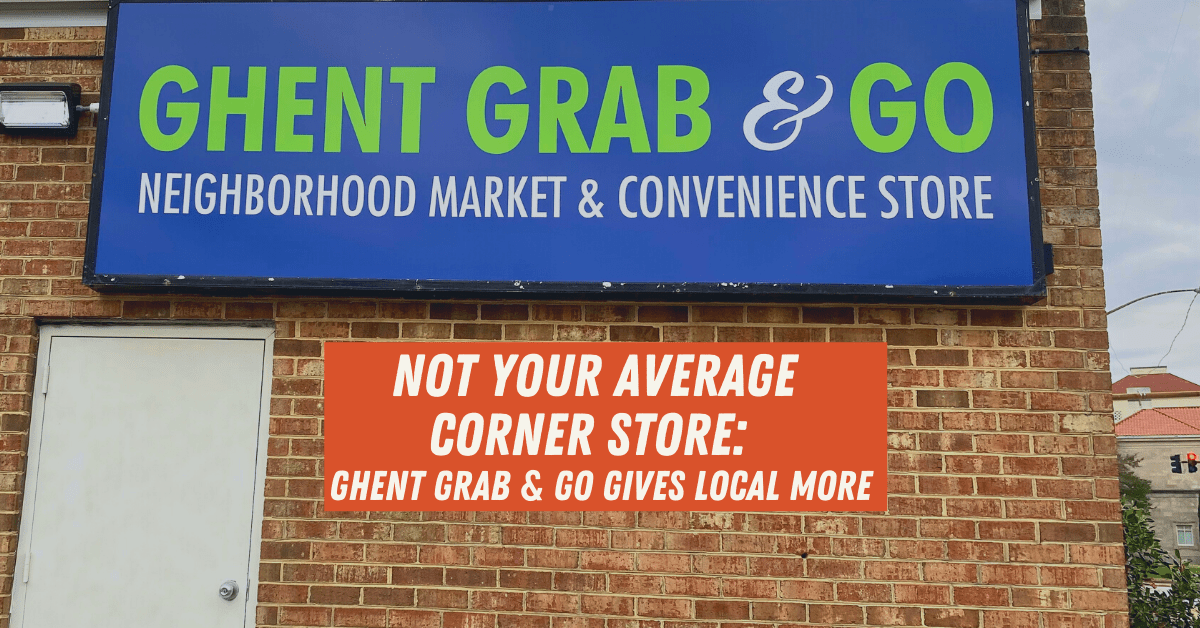 GHENT GRAB & GO
NEIGHBORHOOD MARKET & CONVENIENCE STORE
NOT YOUR AVERAGE
CORNER STORE:
GHENT GRAB & GO GIVES LOCAL MORE